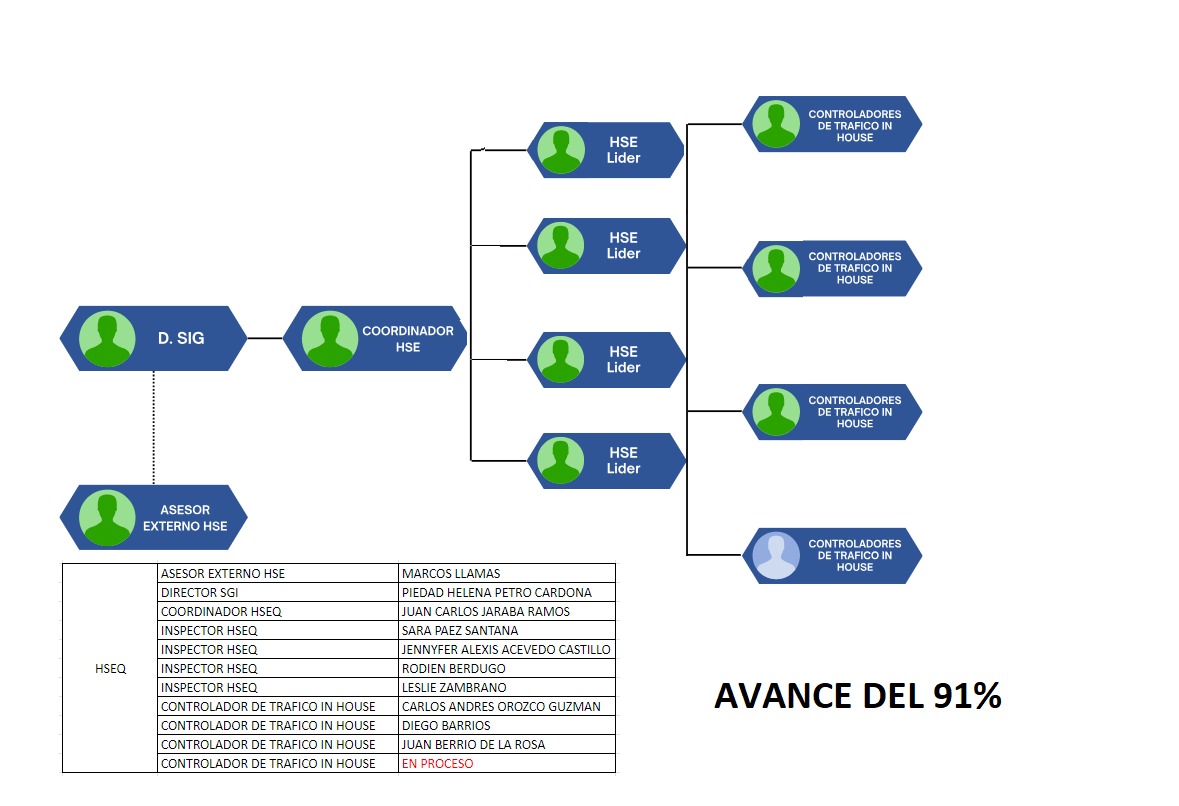 CONTROLADORES
DE TRAFICO IN
HOUSE
HSE
Lider
HSE
Lider
CONTROLADORES
DE TRAFICO IN
HOUSE
D. SIG
COORDINADOR
HSE
HSE
Lider
CONTROLADORES
DE TRAFICO IN
HOUSE
HSE
Lider
ASESOR
EXTERNO HSE
CONTROLADORES
DE TRAFICO IN
HOUSE
HSEQ
ASESOR EXTERNO HSE MARCOS LLAMAS
DIRECTOR SGI PIEDAD HELENA PETRO CARDONA
COORDINADOR HSEQ JUAN CARLOS JARABA RAMOS
INSPECTOR HSEQ SARA PAEZ SANTANA
INSPECTOR HSEQ JENNYFER ALEXIS ACEVEDO CASTILLO
INSPECTOR HSEQ RODIEN BERDUGO
INSPECTOR HSEQ LESLIE ZAMBRANO
CONTROLADOR DE TRAFICO IN HOUSE CARLOS ANDRES OROZCO GUZMAN
CONTROLADOR DE TRAFICO IN HOUSE DIEGO BARRIOS
CONTROLADOR DE TRAFICO IN HOUSE JUAN BERRIO DE LA ROSA
CONTROLADOR DE TRAFICO IN HOUSE EN PROCESO
AVANCE DEL 91%